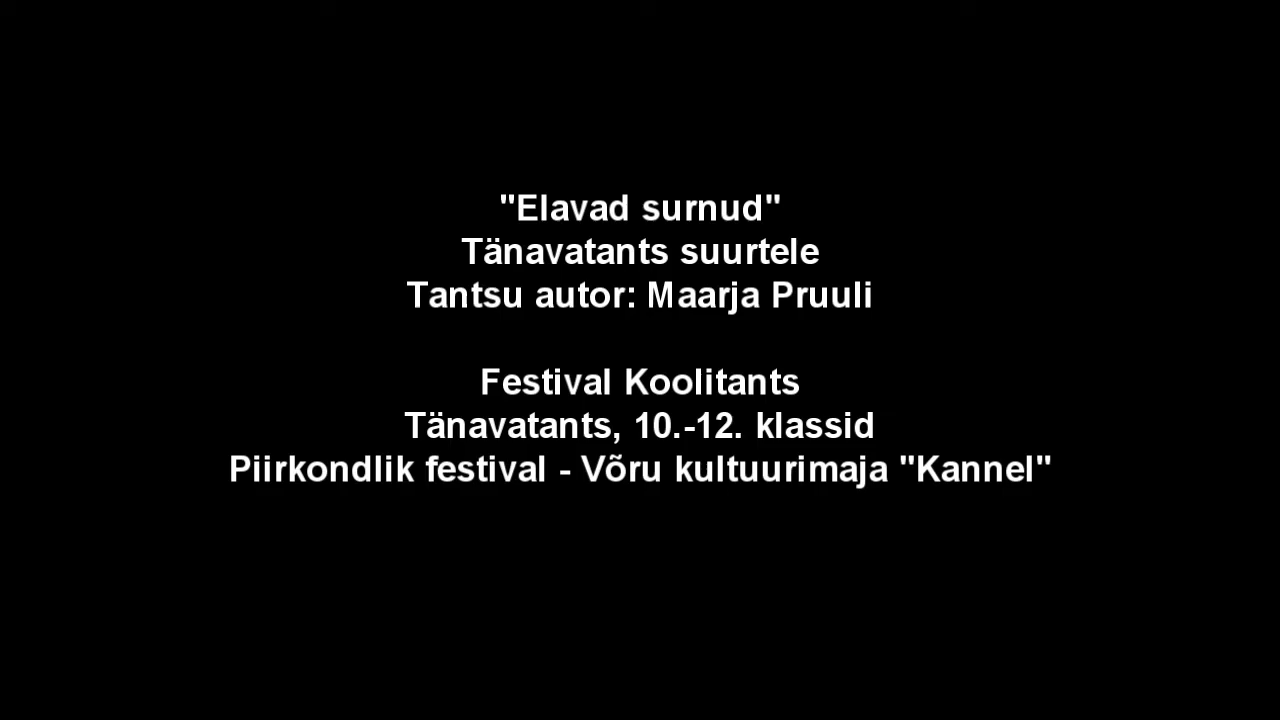 "Elavad surnud"
Tänavatants suurtele
Tantsu autor: Maarja Pruuli
Festival Koolitants
Tänavatants, 10.-12. klassid
Piirkondlik festival - Võru kultuurimaja "Kannel"